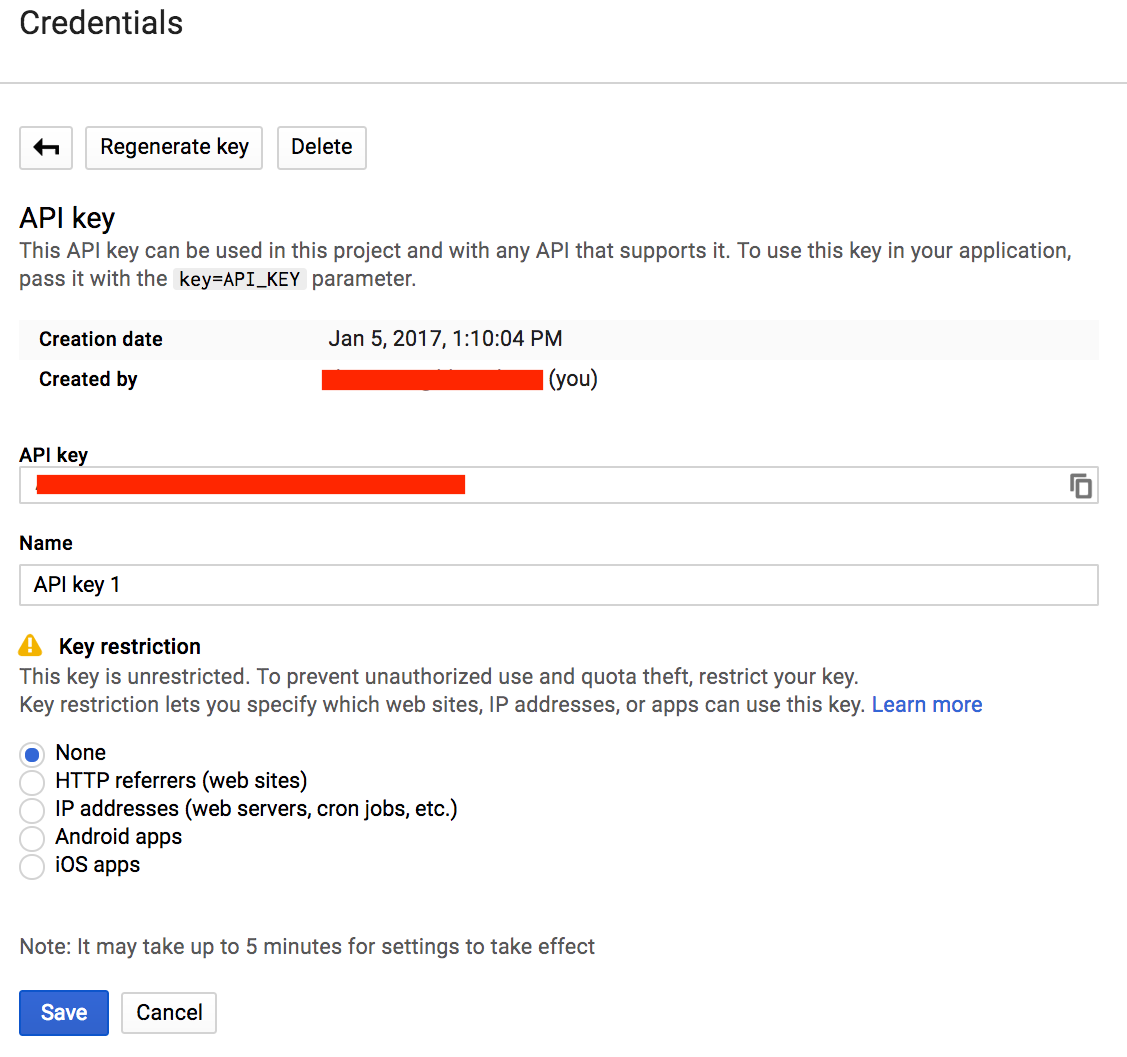 Credentials
Regenerate key
Delete
API key
This API key can be used in this project and with any API that supports it. To use this key in your application,
pass it with the key=API_KEY parameter.
Creation date Jan 5, 2017, 1:10:04 PM
Created by (you)
API key
Name
API key 1
Key restriction
This key is unrestricted. To prevent unauthorized use and quota theft, restrict your key.
Key restriction lets you specify which web sites, IP addresses, or apps can use this key. Learn more
None
HTTP referrers (web sites)
IP addresses (web servers, cron jobs, etc.)
Android apps
iOS apps
Note: It may take up to 5 minutes for settings to take effect
Save
Cancel